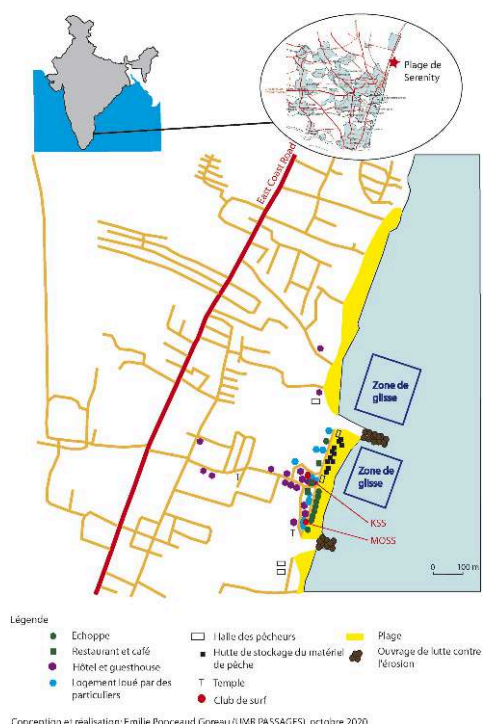 Plage de
Serenity
East Coast Road
Zone de
glisse
Zone de
glisse
KSS
MOSS
T
0 100 m
Légende
Echoppe
Restaurant et café
Hôtel et guesthouse
Logement loué par des
particuliers
Halle des pêcheurs
Hutte de stockage du matériel
de pêche
T Temple
Club de surf
Plage
Ouvrage de lutte contre
l'érosion
Conception et réalisation: Emilie Ponceaud Goreau (UMR PASSAGES), octobre 2020